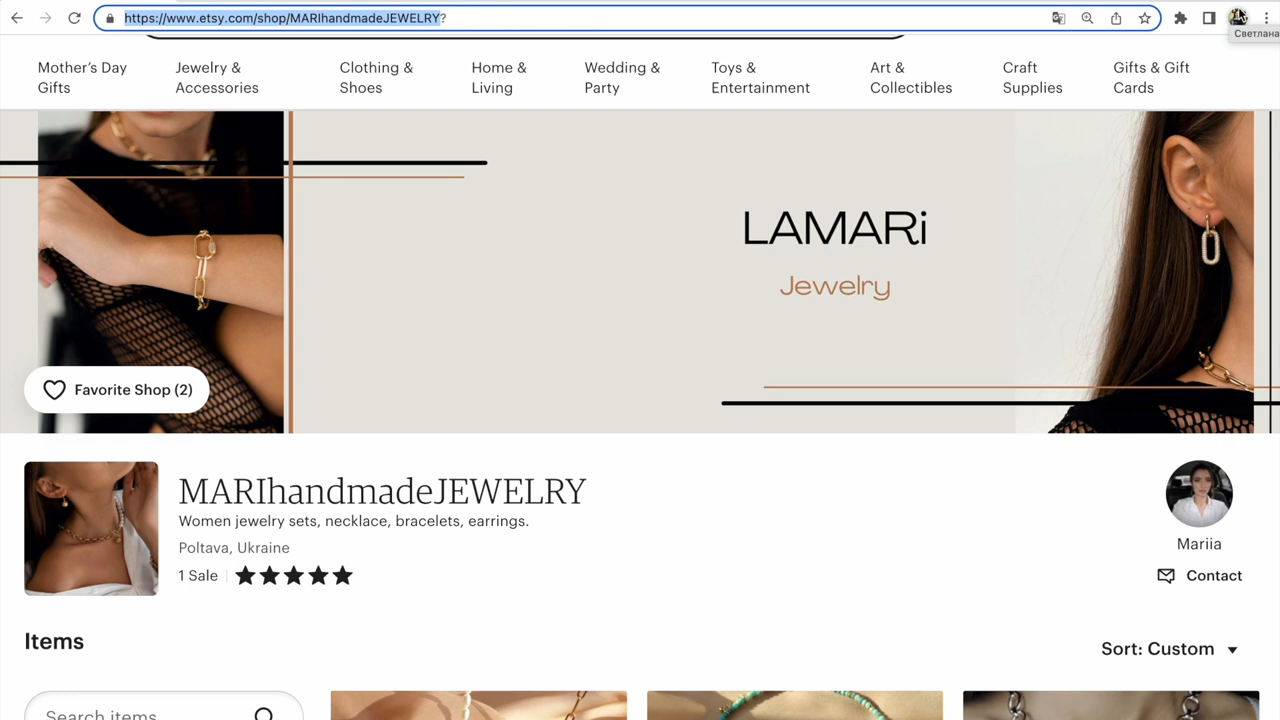 https://www.etsy.com/shop/MARIhandmadeJEWELRY?
Светлана
Mother's Day
Gifts
Jewelry &
Accessories
Clothing &
Shoes
Home &
Living
Wedding &
Party
Toys &
Entertainment
Art &
Collectibles
Craft
Supplies
Gifts & Gift
Cards
LAMARi
Jewelry
Favorite Shop (2)
MARIhandmadeJEWELRY
Women jewelry sets, necklace, bracelets, earrings.
Poltava, Ukraine
1 Sale
Mariia
Contact
Items
Sort: Custom
Search items